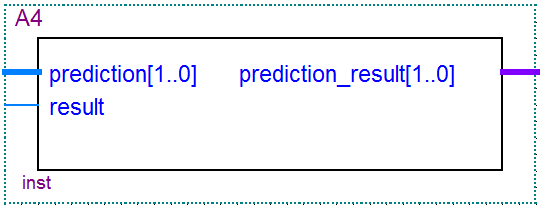 A4
prediction[1..0] prediction_result[1..0]
result
inst